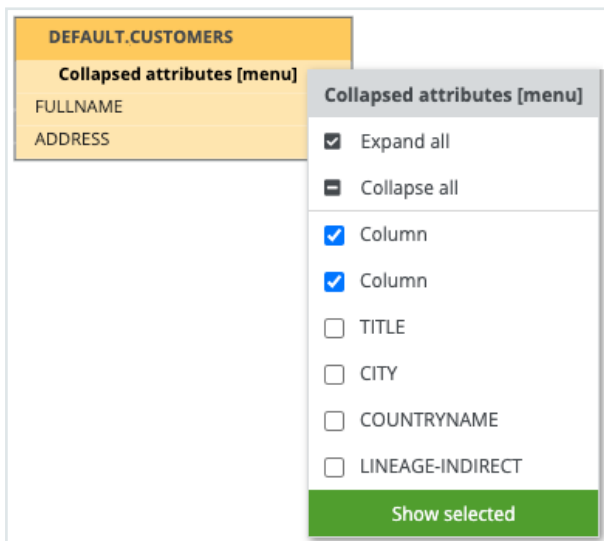 DEFAULT.CUSTOMERS
Collapsed attributes [menu]
FULLNAME
ADDRESS
Collapsed attributes [menu]
Expand all
Collapse all
Column
Column
TITLE
CITY
COUNTRYNAME
LINEAGE-INDIRECT
Show selected